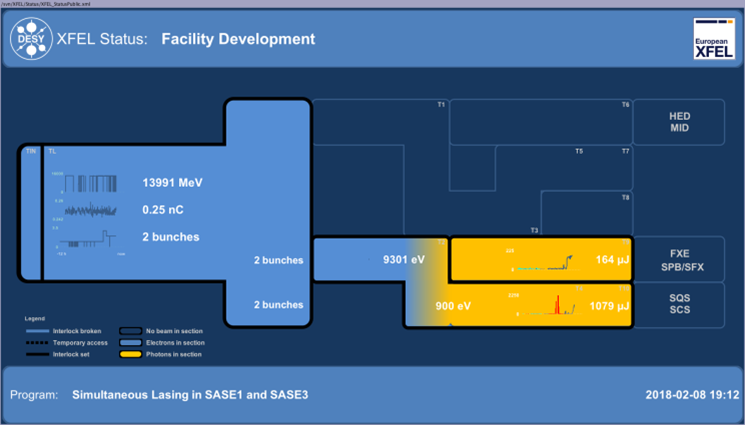 /svn/XFEL/Status/XFEL_StatusPublic.xml
DESY
XFEL Status: Facility Development
European
XFEL
T1
T6
HED
MID
TIN
TL
T5
T7
13991 MeV
0.25 nC
T8
2 bunches
T3
2 bunches
9301 eV
164 µJ
FXE
SPB/SFX
2 bunches
900 eV
1079 µJ
SQS
SCS
Legend
Interlock broken
No beam in section
Temporary access
Electrons in section
Interlock set
Photons in section
Program: Simultaneous Lasing in SASE1 and SASE3
2018-02-08 19:12